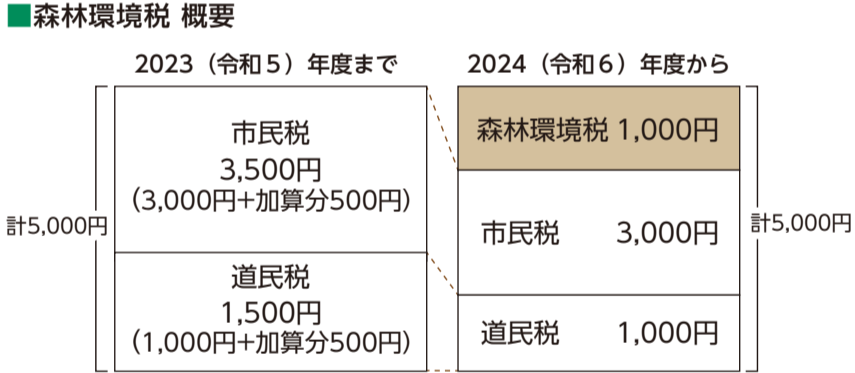 ■森林環境税 概要
2023（令和5）年度まで
市民税
3,500円
（3,000円+加算分500円）
道民税
1,500円
（1,000円+加算分500円）
計5,000円
2024（令和6）年度から
森林環境税 1,000円
市民税 3,000円
道民税 1,000円
計5,000円